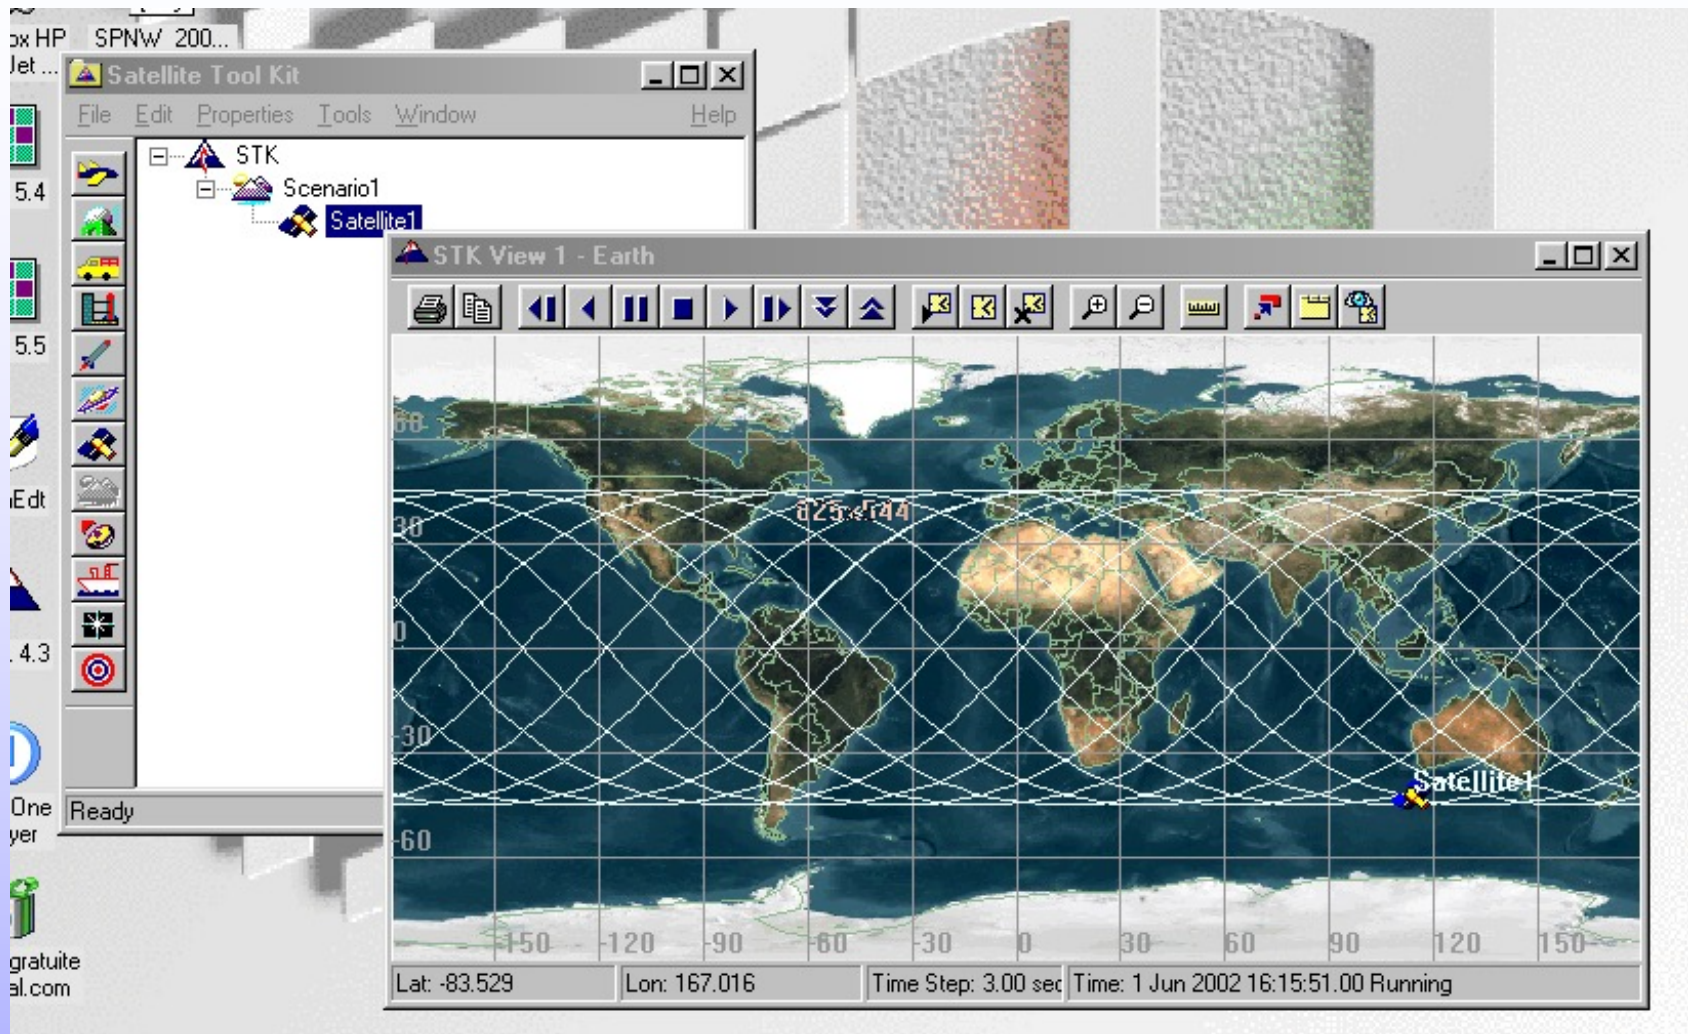 ox HP
Jet ...
SPNW 200...
5.4
5.5
Edt
. 4.3
One
yer
gratuite
al.com
Satellite Tool Kit
File Edit Properties Tools Window Help
STK
Scenario1
Satellite1
Ready
STK View 1 - Earth
60
30
0
-30
-60
825x544
Satellite1
-150 -120 -90 -60 -30 0 30 60 90 120 150
Lat: -83.529 Lon: 167.016 Time Step: 3.00 sec Time: 1 Jun 2002 16:15:51.00 Running